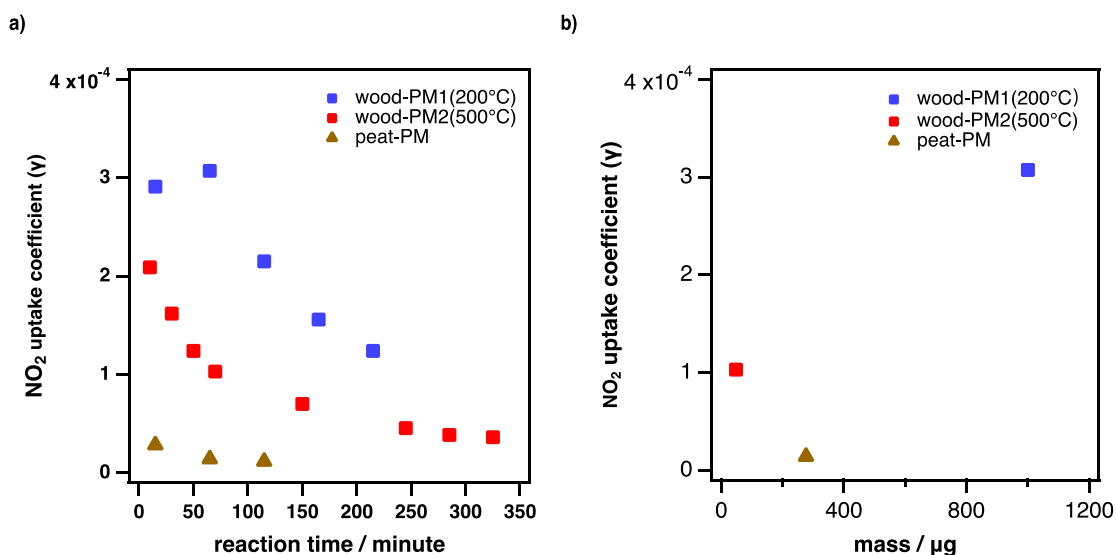 a)
4 x10⁻⁴
3
2
1
0
NO₂ uptake coefficient (γ)
wood-PM1(200°C)
wood-PM2(500°C)
peat-PM
0 50 100 150 200 250 300 350
reaction time / minute
b)
4 x10⁻⁴
3
2
1
0
NO₂ uptake coefficient (γ)
wood-PM1(200°C)
wood-PM2(500°C)
peat-PM
0 400 800 1200
mass / µg